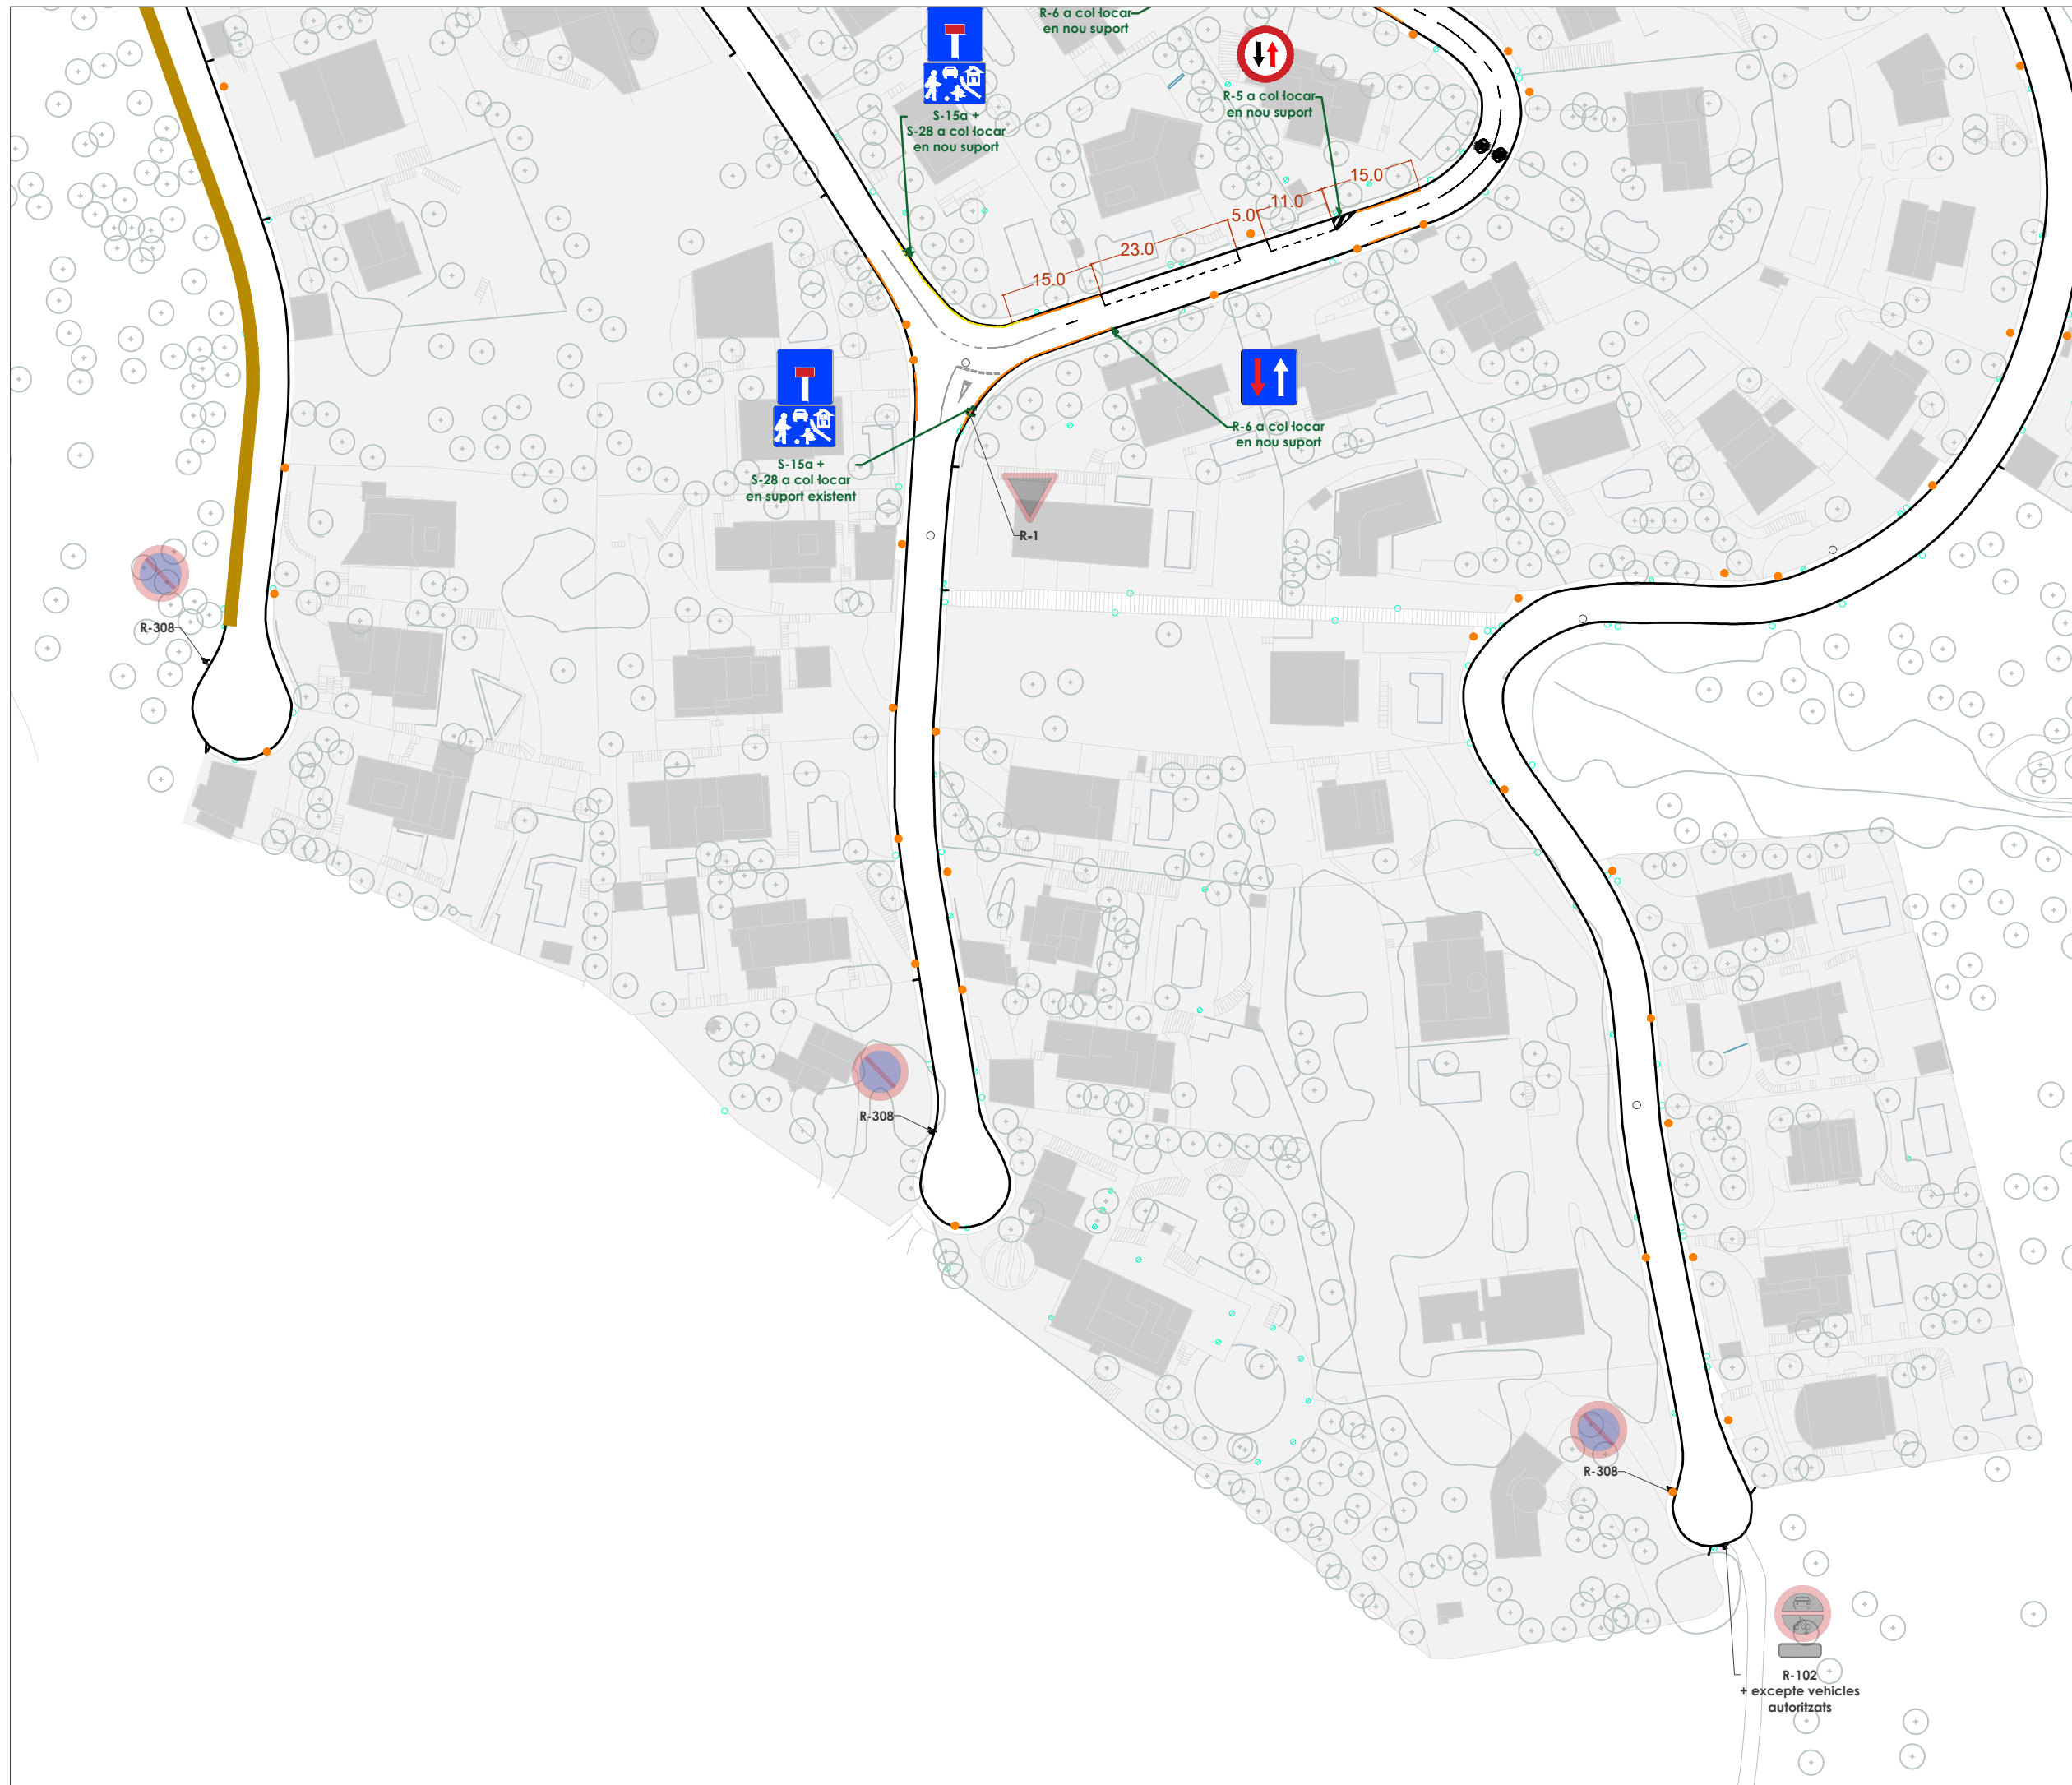 R-6 a col·locar
en nou suport
S-15a +
S-28 a col·locar
en nou suport
R-5 a col·locar
en nou suport
15.0
11.0
5.0
23.0
15.0
R-6 a col·locar
en nou suport
S-15a +
S-28 a col·locar
en suport existent
R-1
R-308
R-308
R-308
R-102
+ excepte vehicles
autoritzats